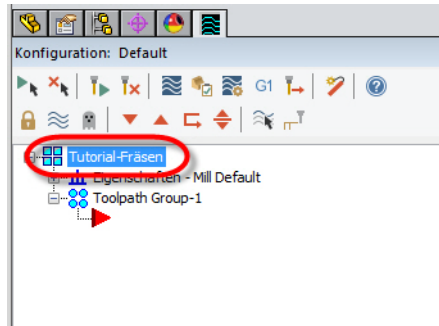 Konfiguration: Default
G1
Tutorial-Fräsen
Eigenschaften - Mill Default
Toolpath Group-1